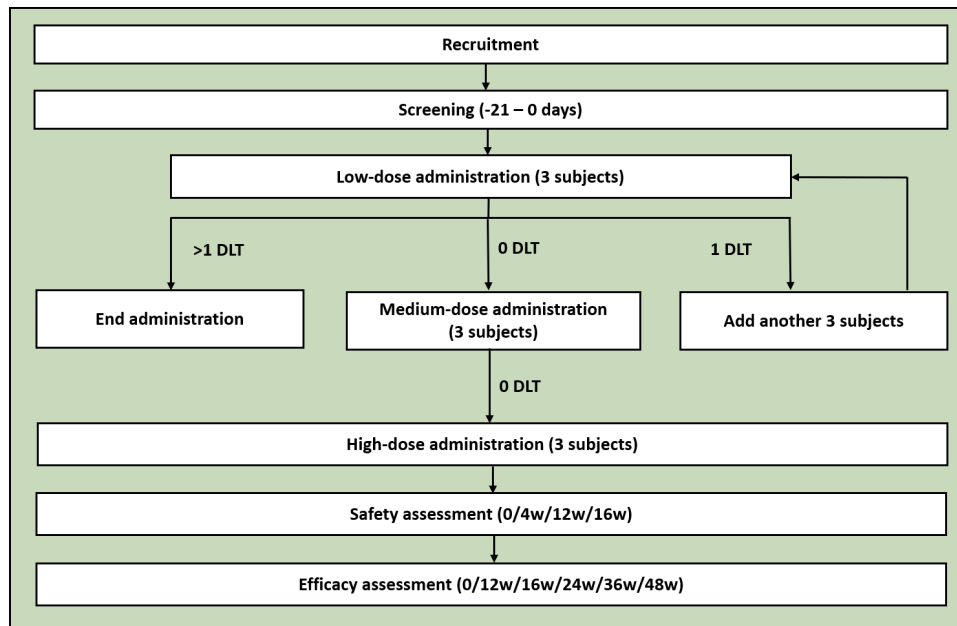 Recruitment
Screening (-21 – 0 days)
Low-dose administration (3 subjects)
>1 DLT
0 DLT
1 DLT
End administration
Medium-dose administration
(3 subjects)
Add another 3 subjects
0 DLT
High-dose administration (3 subjects)
Safety assessment (0/4w/12w/16w)
Efficacy assessment (0/12w/16w/24w/36w/48w)